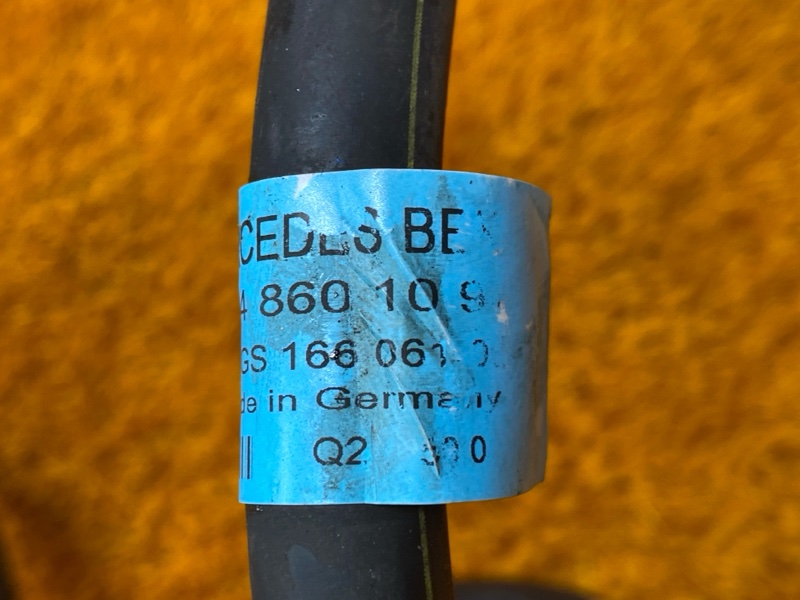 CEDES BE
4 860 10 9
GS 166 061
de in Germany
Q2